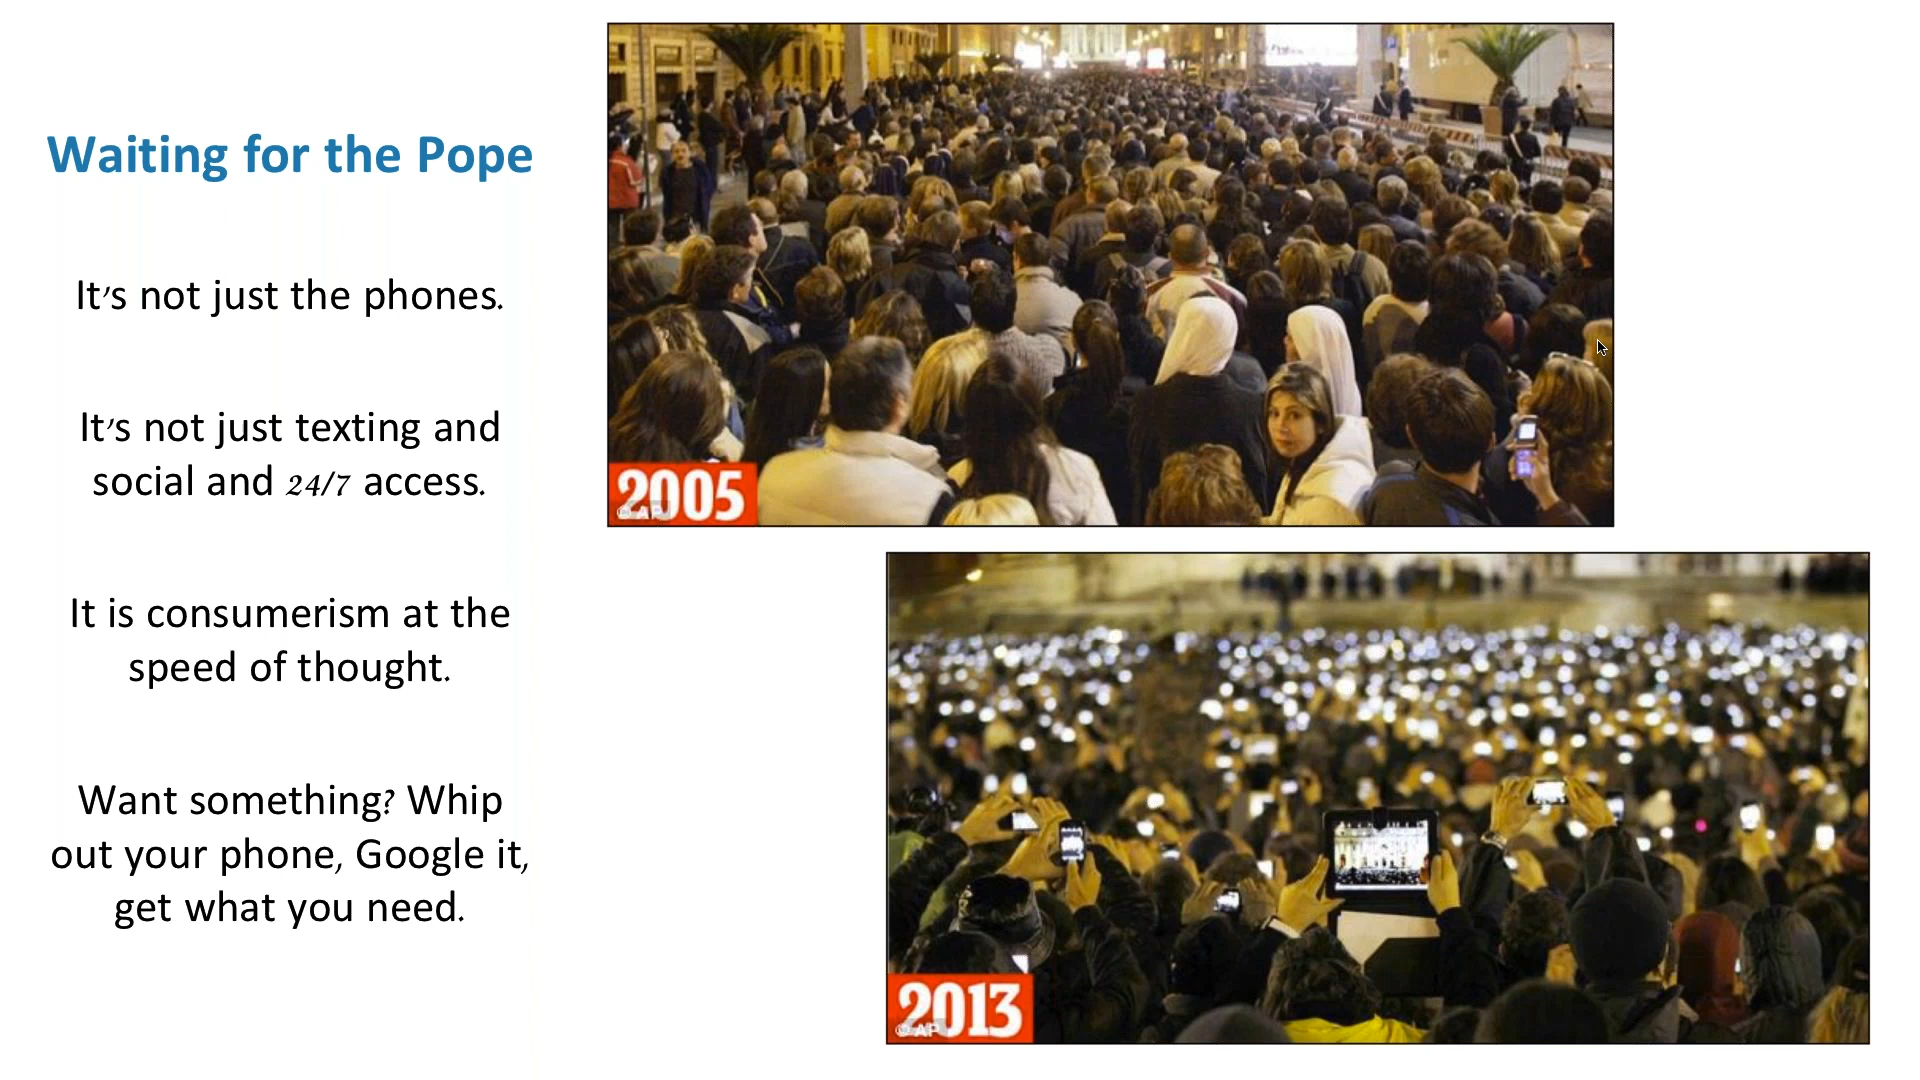 Waiting for the Pope
It's not just the phones.
It's not just texting and
social and 24/7 access.
It is consumerism at the
speed of thought.
Want something? Whip
out your phone, Google it,
get what you need.
2005
© AP
2013
© AP